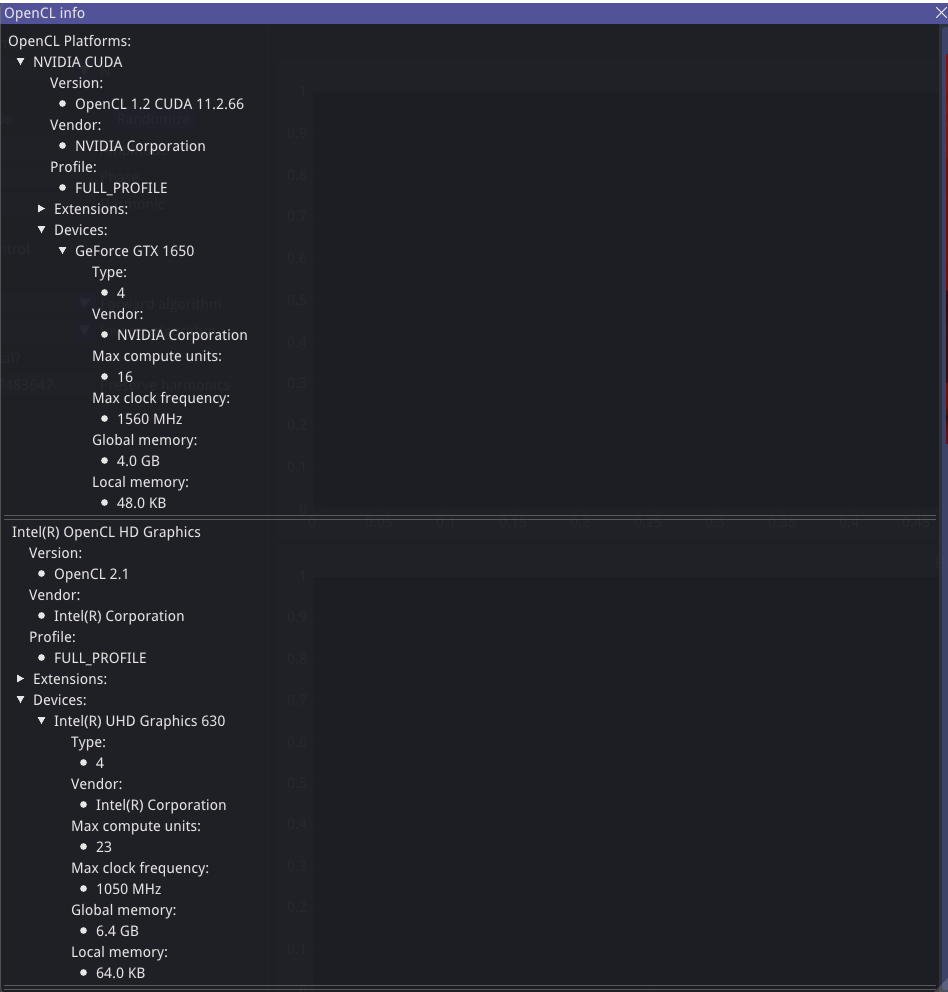 OpenCL info
OpenCL Platforms:
NVIDIA CUDA
Version:
OpenCL 1.2 CUDA 11.2.66
Vendor:
NVIDIA Corporation
Profile:
FULL_PROFILE
Extensions:
Devices:
GeForce GTX 1650
Type:
4
Vendor:
NVIDIA Corporation
Max compute units:
16
Max clock frequency:
1560 MHz
Global memory:
4.0 GB
Local memory:
48.0 KB
Intel(R) OpenCL HD Graphics
Version:
OpenCL 2.1
Vendor:
Intel(R) Corporation
Profile:
FULL_PROFILE
Extensions:
Devices:
Intel(R) UHD Graphics 630
Type:
4
Vendor:
Intel(R) Corporation
Max compute units:
23
Max clock frequency:
1050 MHz
Global memory:
6.4 GB
Local memory:
64.0 KB